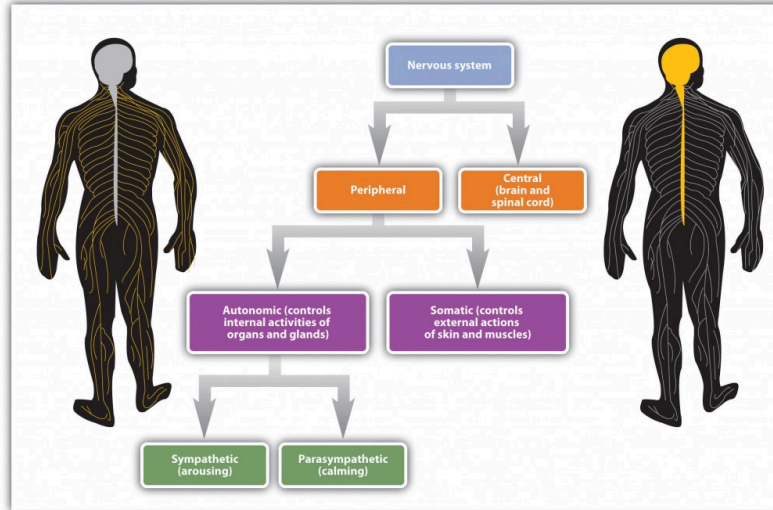 Nervous system
Peripheral
Central
(brain and
spinal cord)
Autonomic (controls
internal activities of
organs and glands)
Somatic (controls
external actions
of skin and muscles)
Sympathetic
(arousing)
Parasympathetic
(calming)